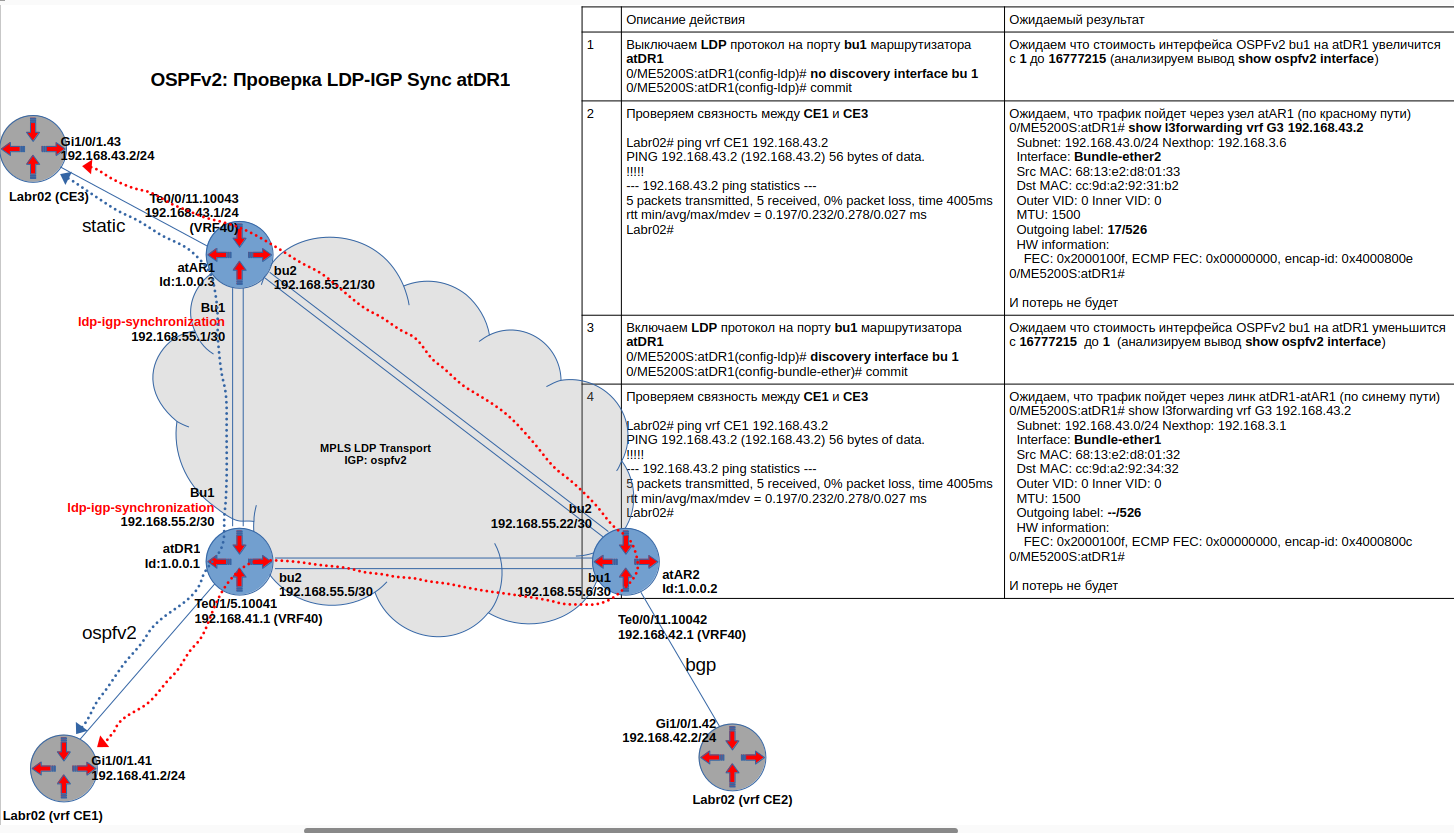 OSPFv2: Проверка LDP-IGP Sync atDR1
Gi1/0/1.43
192.168.43.2/24
Labr02 (CE3)
static
Te0/0/11.10043
192.168.43.1/24
(VRF40)
atAR1
Id:1.0.0.3
bu2
192.168.55.21/30
Bu1
ldp-igp-synchronization
192.168.55.1/30
MPLS LDP Transport
IGP: ospfv2
Bu1
ldp-igp-synchronization
192.168.55.2/30
bu2
192.168.55.22/30
atDR1
Id:1.0.0.1
bu2
192.168.55.5/30
bu1
192.168.55.6/30
atAR2
Id:1.0.0.2
Te0/1/5.10041
192.168.41.1 (VRF40)
Te0/0/11.10042
192.168.42.1 (VRF40)
ospfv2
bgp
Gi1/0/1.42
192.168.42.2/24
Gi1/0/1.41
192.168.41.2/24
Labr02 (vrf CE2)
Labr02 (vrf CE1)
Описание действия
Ожидаемый результат
1
Выключаем LDP протокол на порту bu1 маршрутизатора
atDR1
0/ME5200S:atDR1(config-ldp)# no discovery interface bu 1
0/ME5200S:atDR1(config-ldp)# commit
Ожидаем что стоимость интерфейса OSPFv2 bu1 на atDR1 увеличится
с 1 до 16777215 (анализируем вывод show ospfv2 interface)
2
Проверяем связность между CE1 и CE3
Labr02# ping vrf CE1 192.168.43.2
PING 192.168.43.2 (192.168.43.2) 56 bytes of data.
!!!!!
--- 192.168.43.2 ping statistics ---
5 packets transmitted, 5 received, 0% packet loss, time 4005ms
rtt min/avg/max/mdev = 0.197/0.232/0.278/0.027 ms
Labr02#
Ожидаем, что трафик пойдет через узел atAR1 (по красному пути)
0/ME5200S:atDR1# show l3forwarding vrf G3 192.168.43.2
Subnet: 192.168.43.0/24 Nexthop: 192.168.3.6
Interface: Bundle-ether2
Src MAC: 68:13:e2:d8:01:33
Dst MAC: cc:9d:a2:92:31:b2
Outer VID: 0 Inner VID: 0
MTU: 1500
Outgoing label: 17/526
HW information:
FEC: 0x2000100f, ECMP FEC: 0x00000000, encap-id: 0x4000800e
0/ME5200S:atDR1#
И потерь не будет
3
Включаем LDP протокол на порту bu1 маршрутизатора
atDR1
0/ME5200S:atDR1(config-ldp)# discovery interface bu 1
0/ME5200S:atDR1(config-bundle-ether)# commit
Ожидаем что стоимость интерфейса OSPFv2 bu1 на atDR1 уменьшится
с 16777215 до 1 (анализируем вывод show ospfv2 interface)
4
Проверяем связность между CE1 и CE3
Labr02# ping vrf CE1 192.168.43.2
PING 192.168.43.2 (192.168.43.2) 56 bytes of data.
!!!!!
--- 192.168.43.2 ping statistics ---
5 packets transmitted, 5 received, 0% packet loss, time 4005ms
rtt min/avg/max/mdev = 0.197/0.232/0.278/0.027 ms
Labr02#
Ожидаем, что трафик пойдет через линк atDR1-atAR1 (по синему пути)
0/ME5200S:atDR1# show l3forwarding vrf G3 192.168.43.2
Subnet: 192.168.43.0/24 Nexthop: 192.168.3.1
Interface: Bundle-ether1
Src MAC: 68:13:e2:d8:01:32
Dst MAC: cc:9d:a2:92:34:32
Outer VID: 0 Inner VID: 0
MTU: 1500
Outgoing label: --/526
HW information:
FEC: 0x2000100f, ECMP FEC: 0x00000000, encap-id: 0x4000800c
0/ME5200S:atDR1#
И потерь не будет